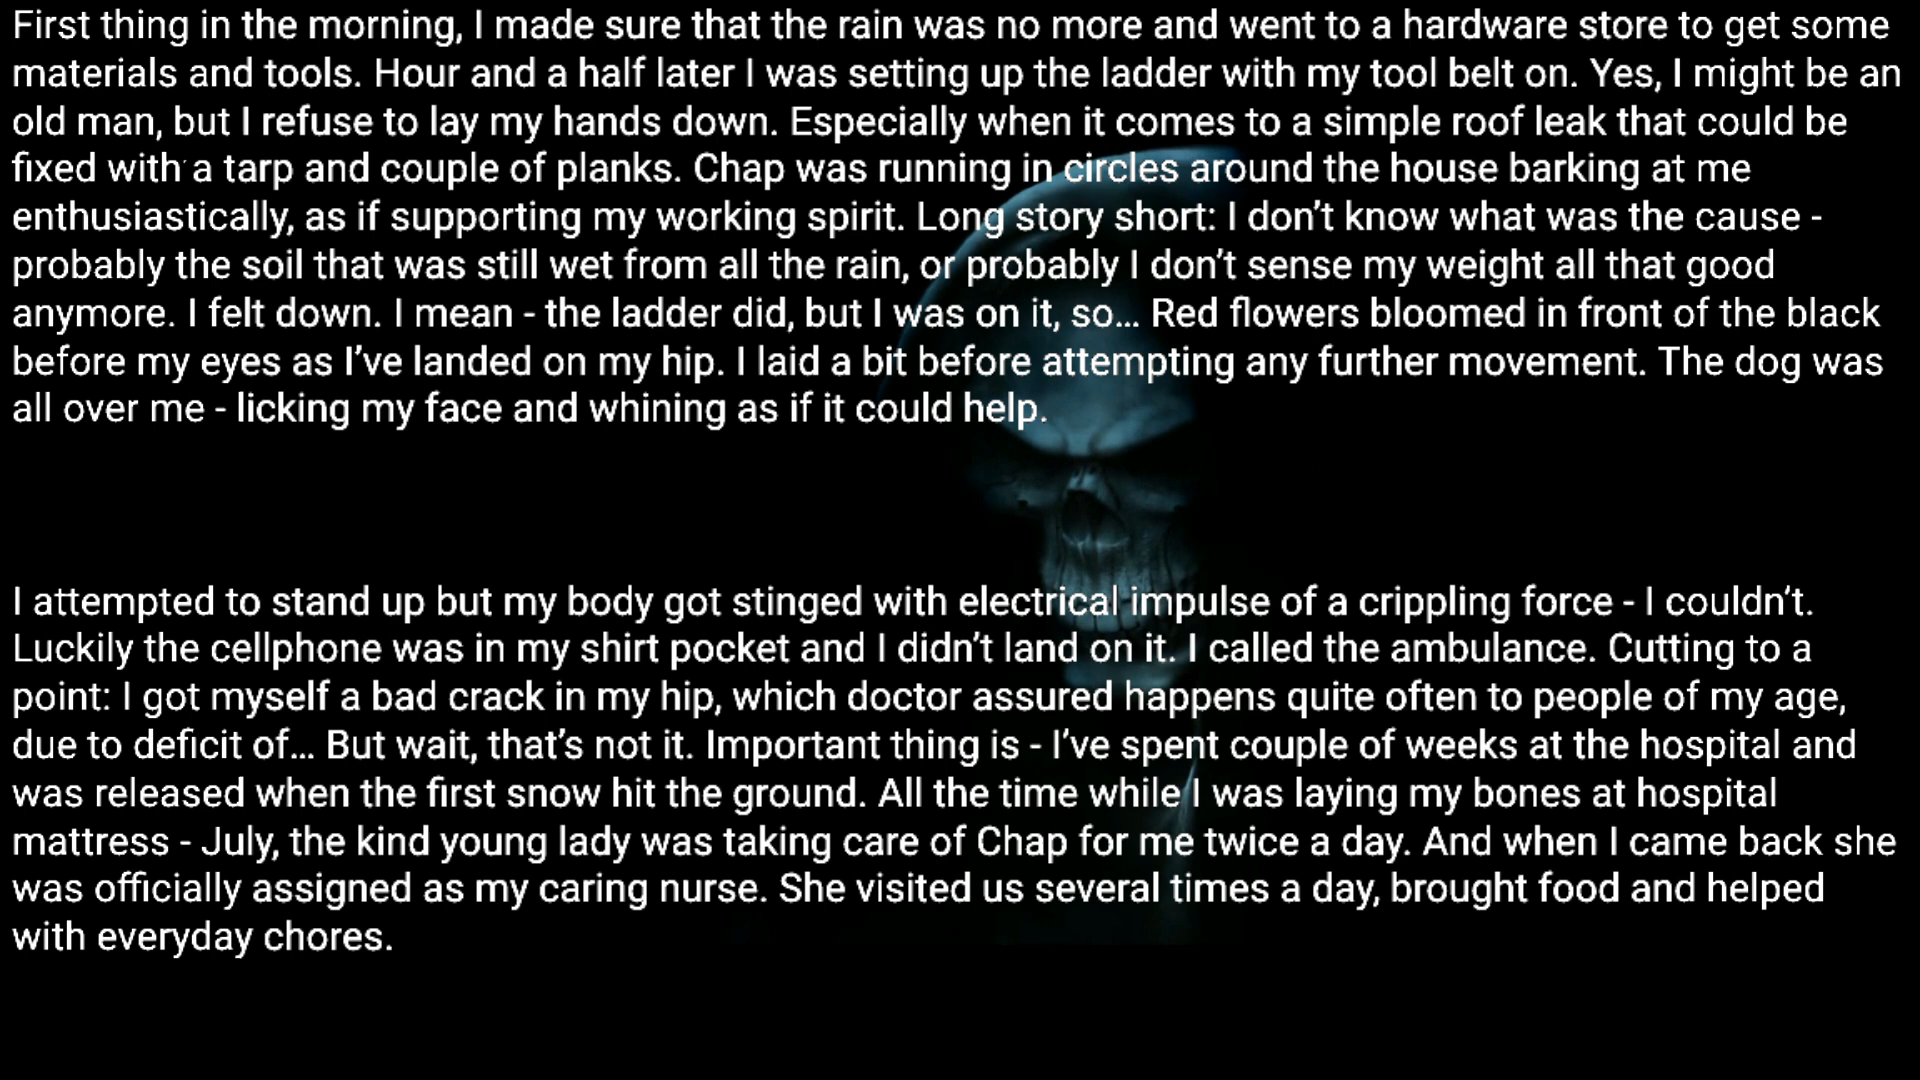 First thing in the morning, I made sure that the rain was no more and went to a hardware store to get some
materials and tools. Hour and a half later I was setting up the ladder with my tool belt on. Yes, I might be an
old man, but I refuse to lay my hands down. Especially when it comes to a simple roof leak that could be
fixed with a tarp and couple of planks. Chap was running in circles around the house barking at me
enthusiastically, as if supporting my working spirit. Long story short: I don’t know what was the cause -
probably the soil that was still wet from all the rain, or probably I don’t sense my weight all that good
anymore. I felt down. I mean - the ladder did, but I was on it, so… Red flowers bloomed in front of the black
before my eyes as I’ve landed on my hip. I laid a bit before attempting any further movement. The dog was
all over me - licking my face and whining as if it could help.
I attempted to stand up but my body got stinged with electrical impulse of a crippling force - I couldn’t.
Luckily the cellphone was in my shirt pocket and I didn’t land on it. I called the ambulance. Cutting to a
point: I got myself a bad crack in my hip, which doctor assured happens quite often to people of my age,
due to deficit of… But wait, that’s not it. Important thing is - I’ve spent couple of weeks at the hospital and
was released when the first snow hit the ground. All the time while I was laying my bones at hospital
mattress - July, the kind young lady was taking care of Chap for me twice a day. And when I came back she
was officially assigned as my caring nurse. She visited us several times a day, brought food and helped
with everyday chores.